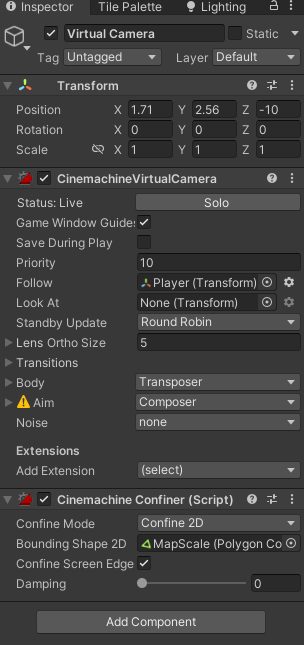 Inspector Tile Palette Lighting
Virtual Camera Static
Tag Untagged Layer Default
Transform
Position X 1.71 Y 2.56 Z -10
Rotation X 0 Y 0 Z 0
Scale X 1 Y 1 Z 1
CinemachineVirtualCamera
Status: Live Solo
Game Window Guides
Save During Play
Priority 10
Follow Player (Transform)
Look At None (Transform)
Standby Update Round Robin
Lens Ortho Size 5
Transitions
Body Transposer
Aim Composer
Noise none
Extensions
Add Extension (select)
Cinemachine Confiner (Script)
Confine Mode Confine 2D
Bounding Shape 2D MapScale (Polygon Co
Confine Screen Edge
Damping 0
Add Component